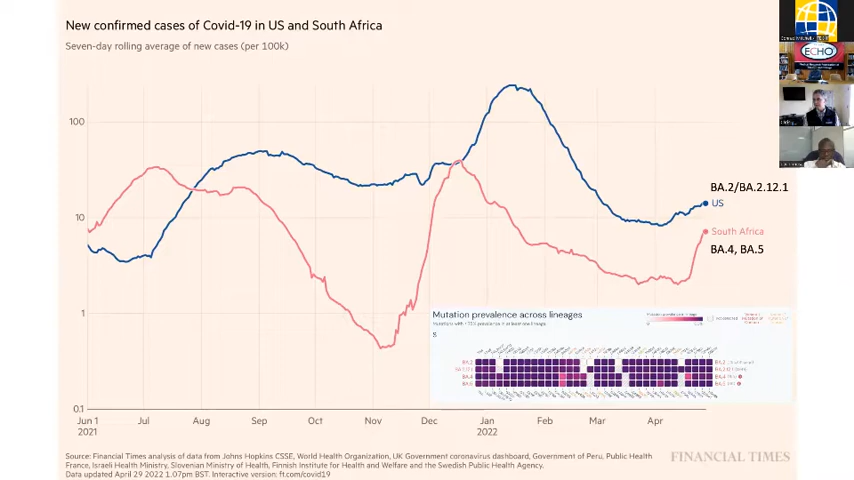 New confirmed cases of Covid-19 in US and South Africa
Seven-day rolling average of new cases (per 100k)
ECHO
100
10
1
0.1
BA.2/BA.2.12.1
US
South Africa
BA.4, BA.5
Mutation prevalence across lineages
S
BA.2
BA.4
BA.2
BA.4
Jun 1
2021
Jul
Aug
Sep
Oct
Nov
Dec
Jan
2022
Feb
Mar
Apr
Source: Financial Times analysis of data from Johns Hopkins CSSE, World Health Organization, UK Government coronavirus dashboard, Government of Peru, Public Health
France, Israeli Health Ministry, Slovenian Ministry of Health, Finnish Institute for Health and Welfare and the Swedish Public Health Agency.
Data updated April 29 2022 1.07pm BST. Interactive version: ft.com/covid19
FINANCIAL TIMES